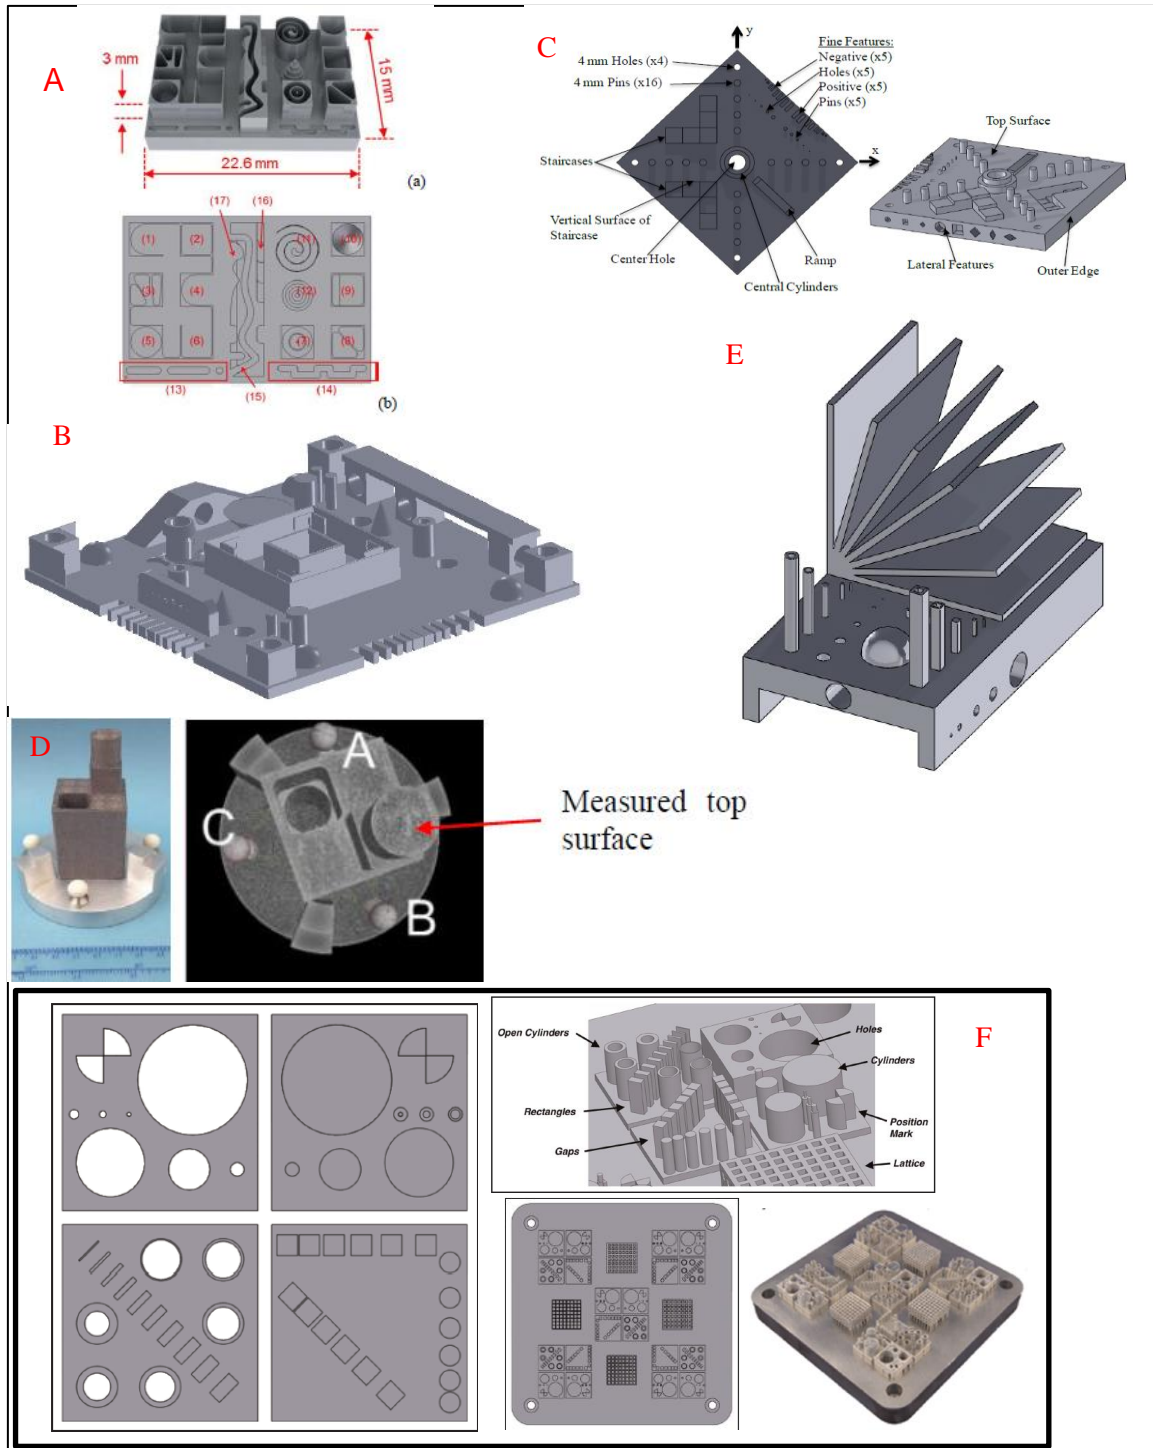 A
3 mm
15 mm
22.6 mm
(a)
(17)
(16)
(1)
(2)
(11)
(10)
(3)
(4)
(12)
(9)
(5)
(6)
(7)
(8)
(13)
(15)
(14)
(b)
C
y
4 mm Holes (x4)
4 mm Pins (x16)
Fine Features:
Negative (x5)
Holes (x5)
Positive (x5)
Pins (x5)
Staircases
x
Vertical Surface of
Staircase
Center Hole
Ramp
Central Cylinders
Top Surface
Lateral Features
Outer Edge
B
E
D
A
C
B
Measured top
surface
F
Open Cylinders
Holes
Cylinders
Rectangles
Position
Mark
Gaps
Lattice